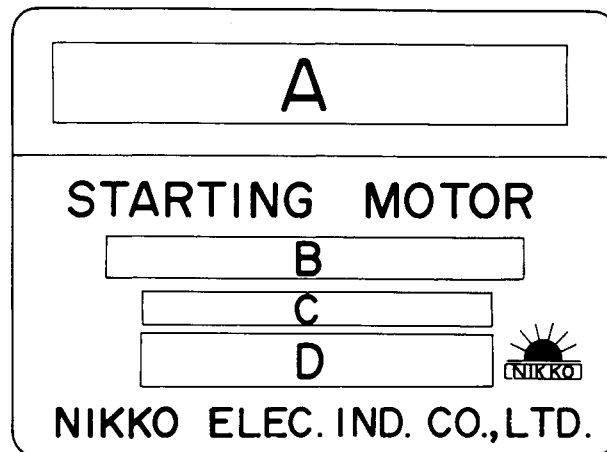 A
STARTING MOTOR
B
C
D
NIKKO
NIKKO ELEC. IND. CO., LTD.